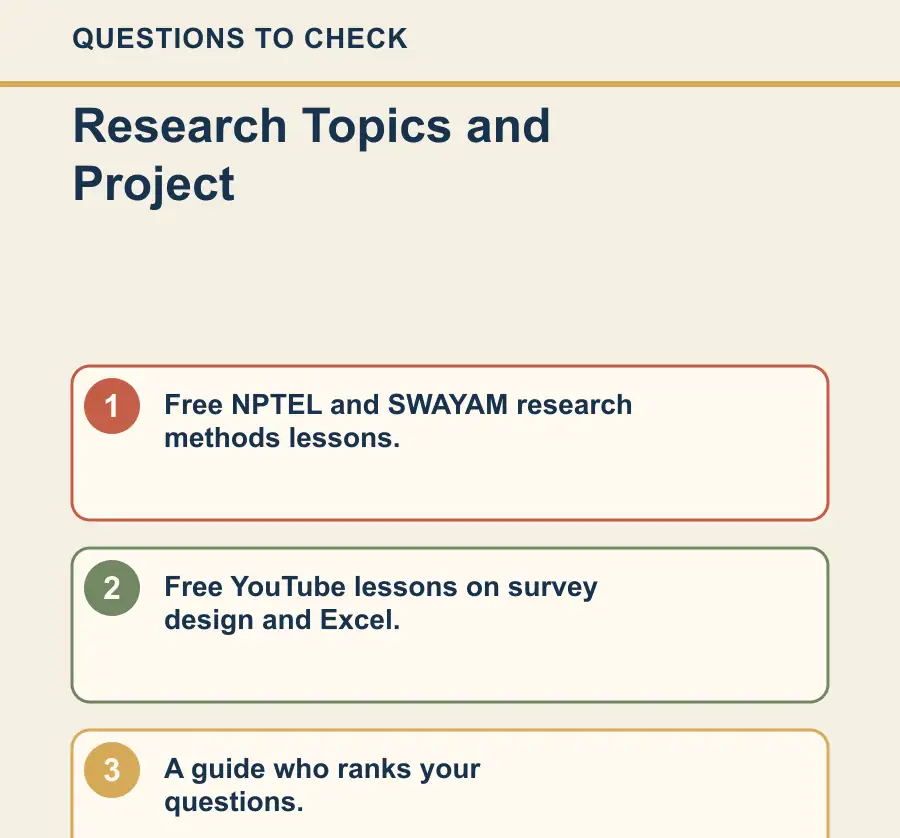 QUESTIONS TO CHECK
Research Topics and
Project
1
Free NPTEL and SWAYAM research
methods lessons.
2
Free YouTube lessons on survey
design and Excel.
3
A guide who ranks your
questions.